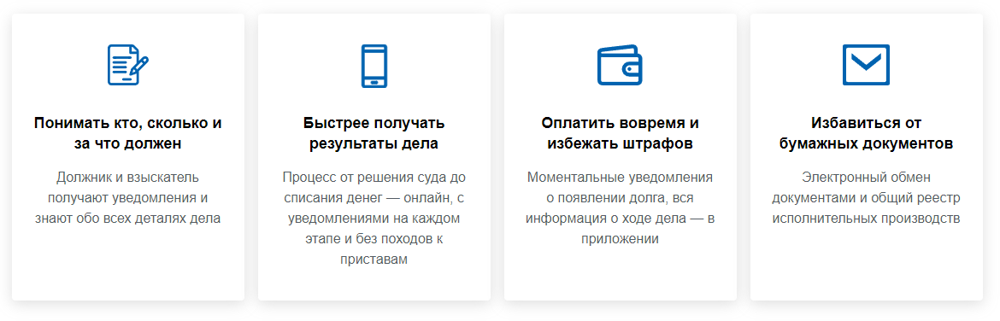 Понимать кто, сколько и
за что должен
Должник и взыскатель
получают уведомления и
знают обо всех деталях дела
Быстрее получать
результаты дела
Процесс от решения суда до
списания денег — онлайн, с
уведомлениями на каждом
этапе и без походов к
приставам
Оплатить вовремя и
избежать штрафов
Моментальные уведомления
о появлении долга, вся
информация о ходе дела — в
приложении
Избавиться от
бумажных документов
Электронный обмен
документами и общий реестр
исполнительных производств